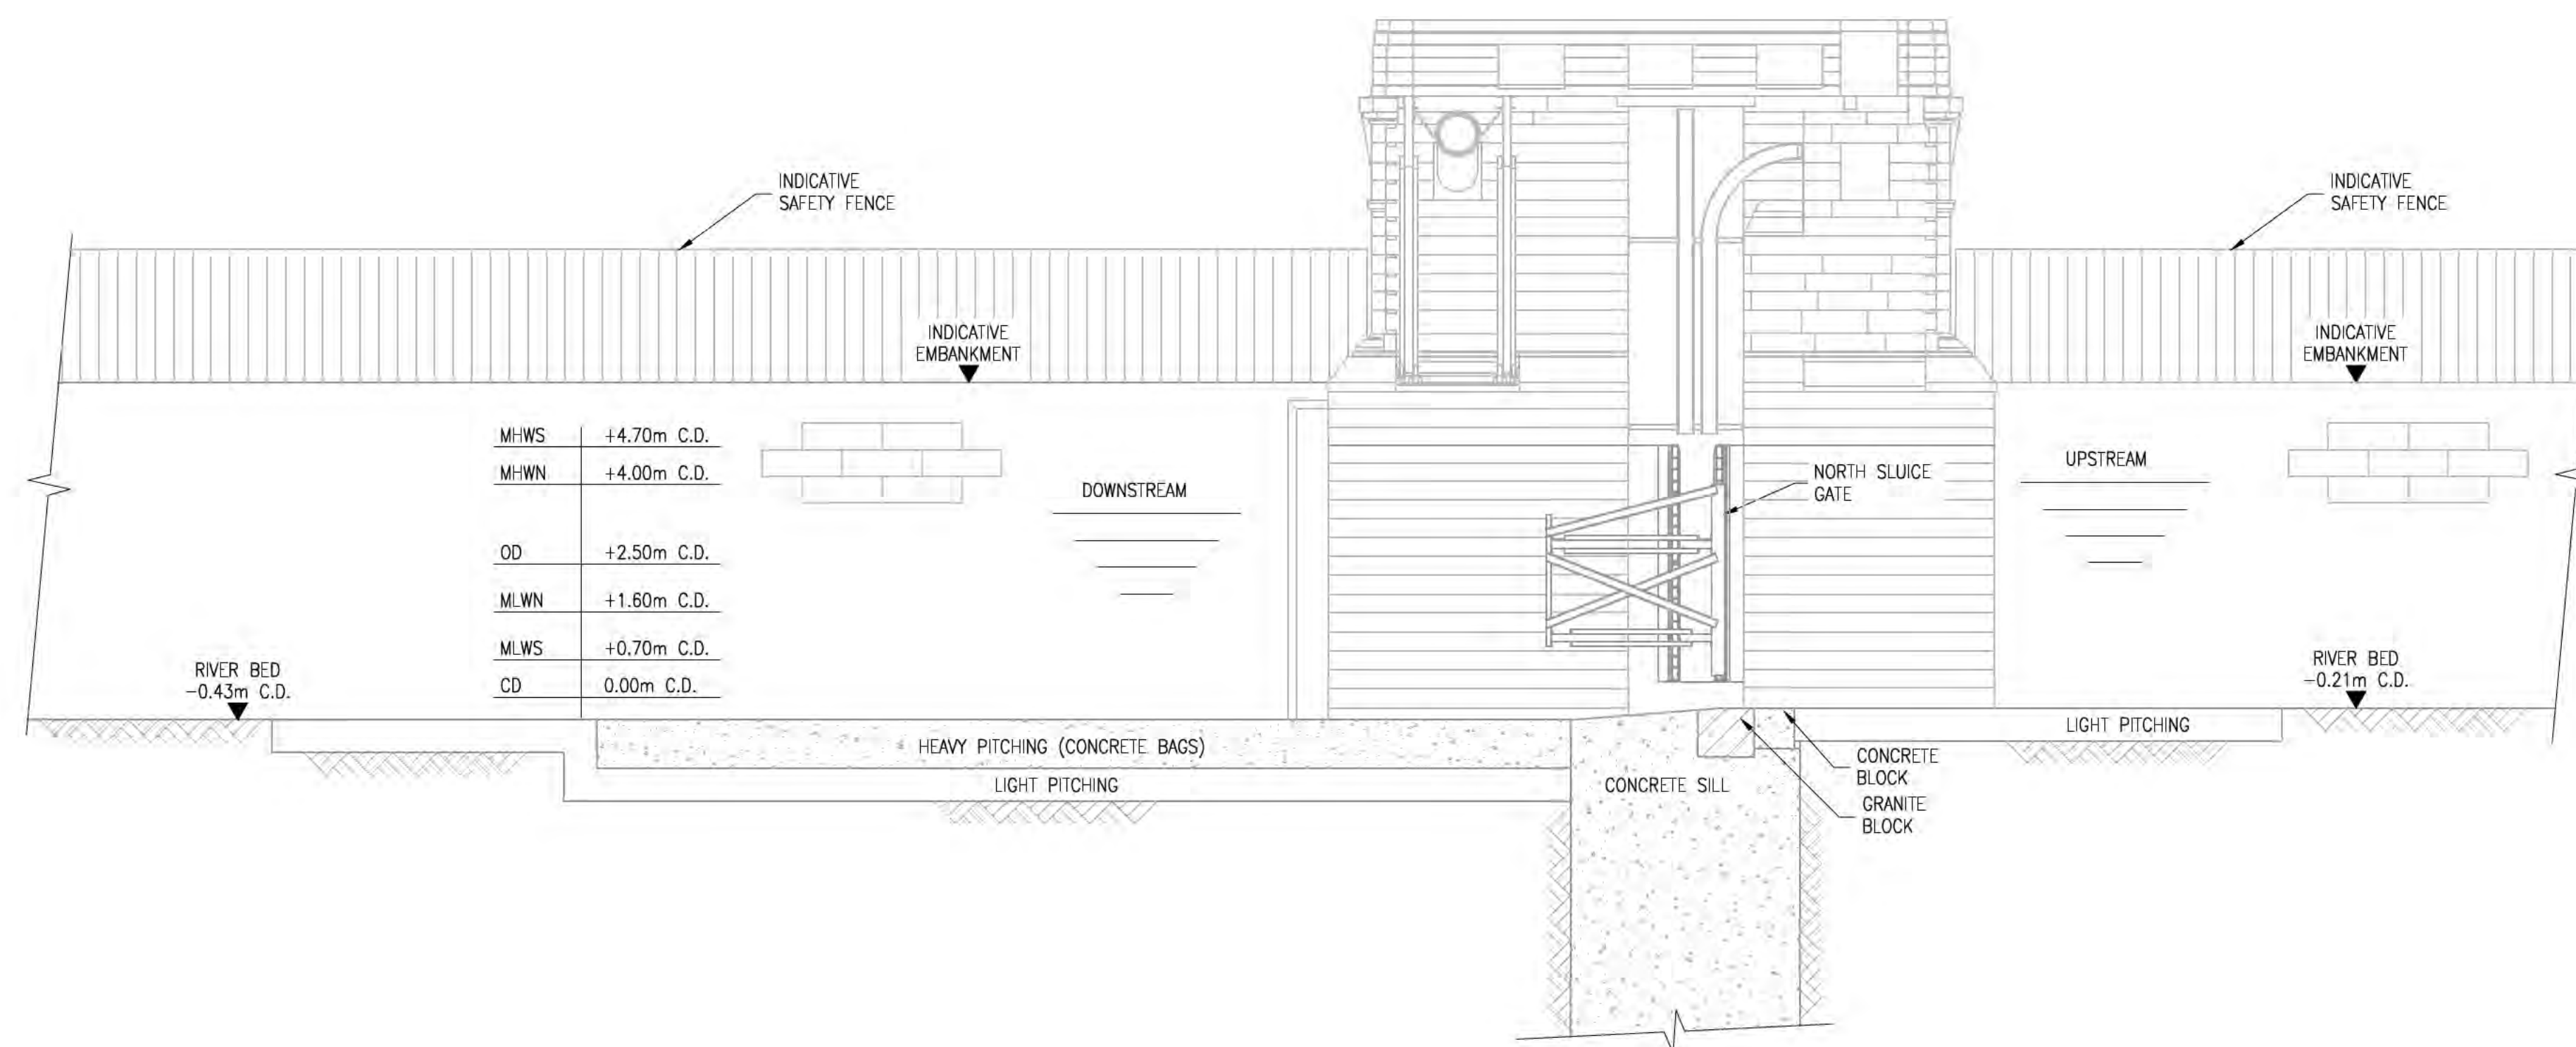 INDICATIVE
SAFETY FENCE
INDICATIVE
SAFETY FENCE
INDICATIVE
EMBANKMENT
INDICATIVE
EMBANKMENT
MHWS +4.70m C.D.
MHWN +4.00m C.D.
OD +2.50m C.D.
MLWN +1.60m C.D.
MLWS +0.70m C.D.
CD 0.00m C.D.
DOWNSTREAM
NORTH SLUICE
GATE
UPSTREAM
RIVER BED
-0.43m C.D.
RIVER BED
-0.21m C.D.
HEAVY PITCHING (CONCRETE BAGS)
LIGHT PITCHING
CONCRETE SILL
LIGHT PITCHING
CONCRETE
BLOCK
GRANITE
BLOCK